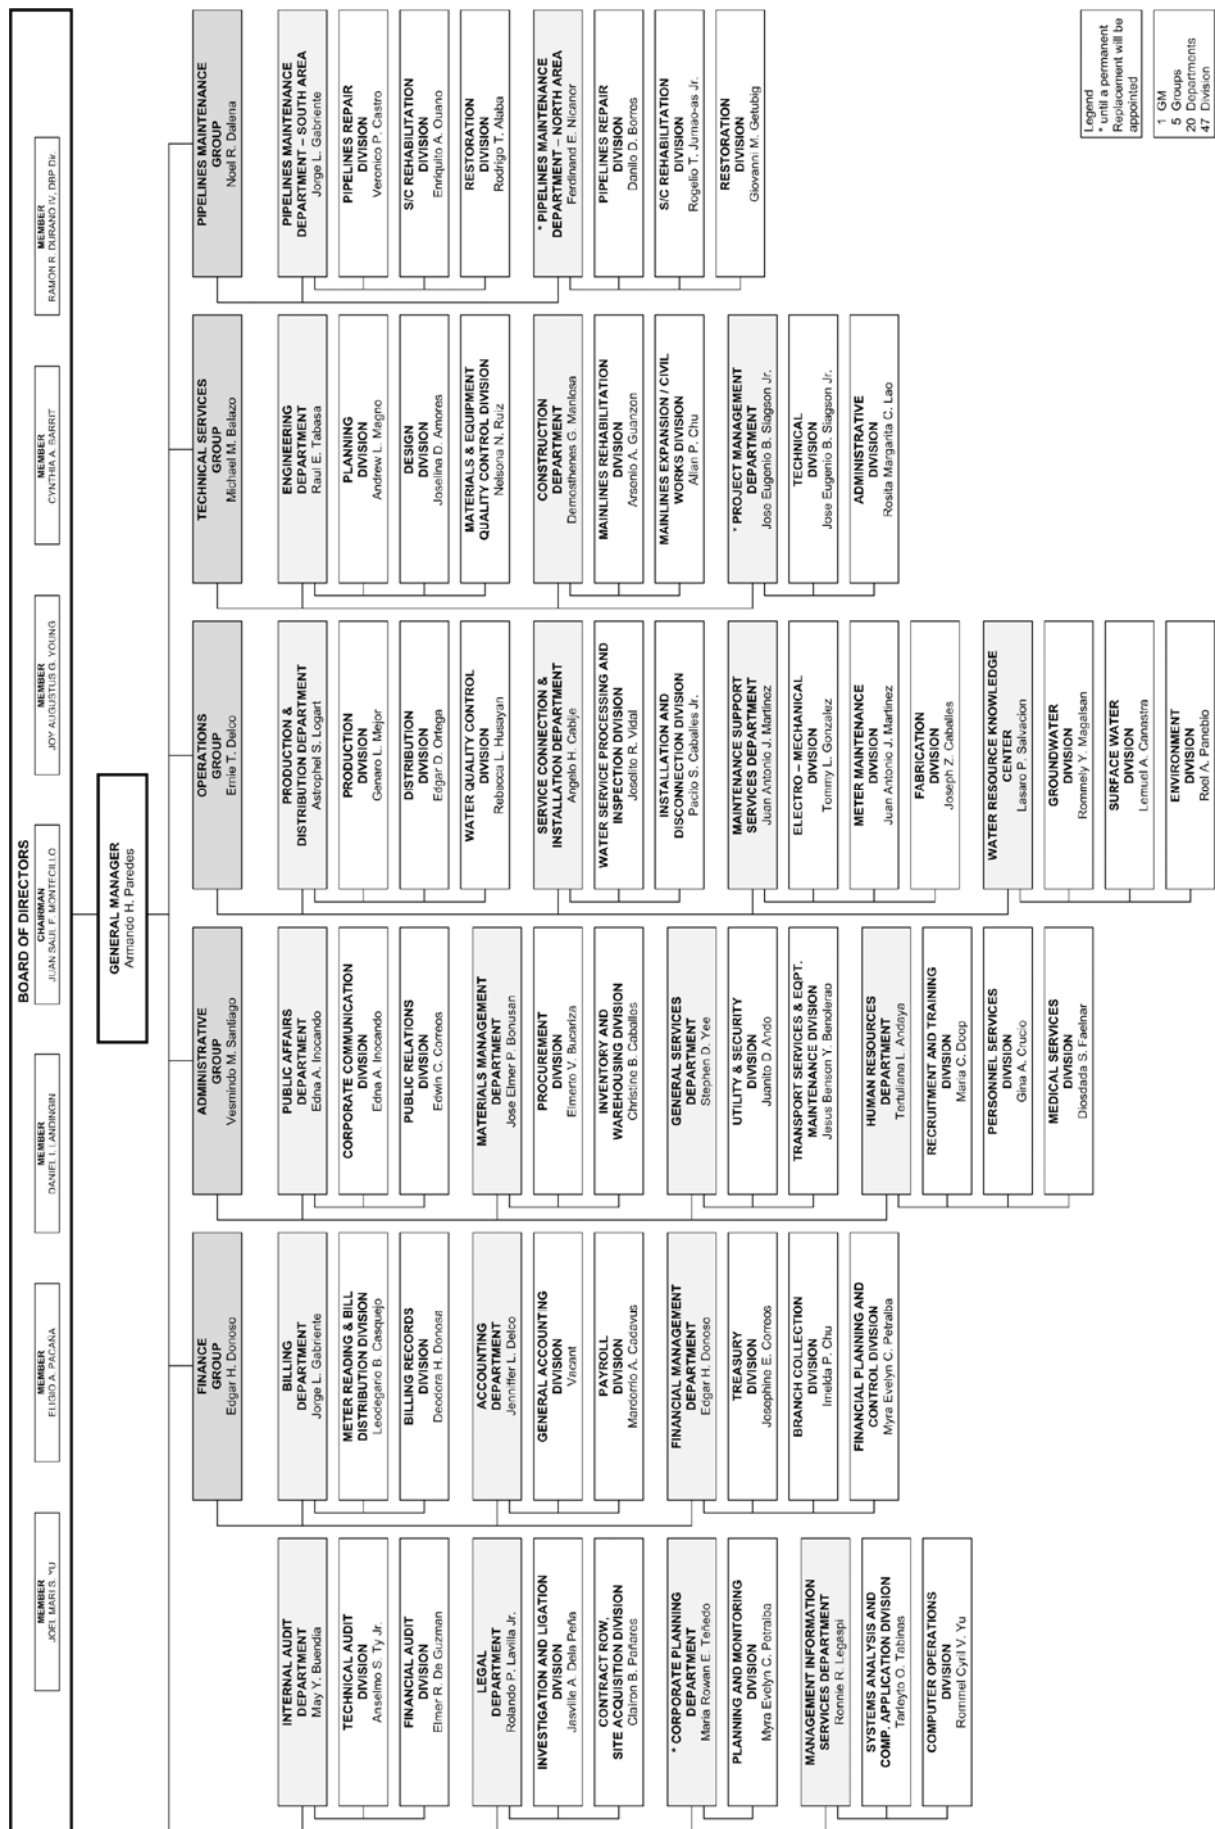 BOARD OF DIRECTORS
MEMBER
JOEL MARI S. YU
MEMBER
ELIGIO A. PACAÑA
MEMBER
DANIEL I. LANDINGIN
CHAIRMAN
JUAN SAUL F. MONTECILLO
MEMBER
JOY AUGUSTUS G. YOUNG
MEMBER
CYNTHIA A. BARRIT
MEMBER
RAMON R. DURANO IV, DBP Dir.
GENERAL MANAGER
Armando H. Paredes
INTERNAL AUDIT
DEPARTMENT
May Y. Buendia
TECHNICAL AUDIT
DIVISION
Anselmo S. Ty Jr.
FINANCIAL AUDIT
DIVISION
Elmer R. De Guzman
LEGAL
DEPARTMENT
Rolando P. Lavilla Jr.
INVESTIGATION AND LIGATION
DIVISION
Jasville A. Dela Peña
CONTRACT ROW,
SITE ACQUISITION DIVISION
Clairon B. Pañares
* CORPORATE PLANNING
DEPARTMENT
Maria Rowan E. Teñedo
PLANNING AND MONITORING
DIVISION
Myra Evelyn C. Petralba
MANAGEMENT INFORMATION
SERVICES DEPARTMENT
Ronnie R. Legaspi
SYSTEMS ANALYSIS AND
COMP. APPLICATION DIVISION
Tarleyto O. Tabinas
COMPUTER OPERATIONS
DIVISION
Rommel Cyril V. Yu
FINANCE
GROUP
Edgar H. Donoso
BILLING
DEPARTMENT
Jorge L. Gabriente
METER READING & BILL
DISTRIBUTION DIVISION
Leodegario B. Casquejo
BILLING RECORDS
DIVISION
Deodora H. Donosa
ACCOUNTING
DEPARTMENT
Jenniffer L. Delco
GENERAL ACCOUNTING
DIVISION
Vacant
PAYROLL
DIVISION
Mardorrio A. Cadavus
FINANCIAL MANAGEMENT
DEPARTMENT
Edgar H. Donoso
TREASURY
DIVISION
Josephine E. Correos
BRANCH COLLECTION
DIVISION
Imelda P. Chu
FINANCIAL PLANNING AND
CONTROL DIVISION
Myra Evelyn C. Petralba
ADMINISTRATIVE
GROUP
Vesmindo M. Santiago
PUBLIC AFFAIRS
DEPARTMENT
Edna A. Inocando
CORPORATE COMMUNICATION
DIVISION
Edna A. Inocando
PUBLIC RELATIONS
DIVISION
Edwin C. Correos
MATERIALS MANAGEMENT
DEPARTMENT
Jose Elmer P. Bonusan
PROCUREMENT
DIVISION
Elmerto V. Bucariza
INVENTORY AND
WAREHOUSING DIVISION
Christine B. Caballes
GENERAL SERVICES
DEPARTMENT
Stephen D. Yee
UTILITY & SECURITY
DIVISION
Juanito D. Ando
TRANSPORT SERVICES & EQPT.
MAINTENANCE DIVISION
Jesus Benson Y. Benolerao
HUMAN RESOURCES
DEPARTMENT
Tertuliana L. Andaya
RECRUITMENT AND TRAINING
DIVISION
Maria C. Doop
PERSONNEL SERVICES
DIVISION
Gina A. Crucio
MEDICAL SERVICES
DIVISION
Diosdada S. Faelnar
OPERATIONS
GROUP
Ernie T. Delco
PRODUCTION &
DISTRIBUTION DEPARTMENT
Astrophel S. Logart
PRODUCTION
DIVISION
Genaro L. Mejor
DISTRIBUTION
DIVISION
Edgar D. Ortega
WATER QUALITY CONTROL
DIVISION
Rebecca L. Husayan
SERVICE CONNECTION &
INSTALLATION DEPARTMENT
Angelo H. Cabije
WATER SERVICE PROCESSING AND
INSPECTION DIVISION
Joselito R. Vidal
INSTALLATION AND
DISCONNECTION DIVISION
Pacito S. Caballes Jr.
MAINTENANCE SUPPORT
SERVICES DEPARTMENT
Juan Antonio J. Martinez
ELECTRO – MECHANICAL
DIVISION
Tommy L. Gonzalez
METER MAINTENANCE
DIVISION
Juan Antonio J. Martinez
FABRICATION
DIVISION
Joseph Z. Caballes
WATER RESOURCE KNOWLEDGE
CENTER
Lasaro P. Salvacion
GROUNDWATER
DIVISION
Rommely Y. Magalsan
SURFACE WATER
DIVISION
Lemuel A. Canastra
ENVIRONMENT
DIVISION
Roel A. Panebio
TECHNICAL SERVICES
GROUP
Michael M. Balazo
ENGINEERING
DEPARTMENT
Raul E. Tabasa
PLANNING
DIVISION
Andrew L. Magno
DESIGN
DIVISION
Joselina D. Amores
MATERIALS & EQUIPMENT
QUALITY CONTROL DIVISION
Nelsona N. Ruiz
CONSTRUCTION
DEPARTMENT
Demosthenes G. Manlosa
MAINLINES REHABILITATION
DIVISION
Arsenio A. Guanzon
MAINLINES EXPANSION / CIVIL
WORKS DIVISION
Allan P. Chu
* PROJECT MANAGEMENT
DEPARTMENT
Jose Eugenio B. Siagson Jr.
TECHNICAL
DIVISION
Jose Eugenio B. Siagson Jr.
ADMINISTRATIVE
DIVISION
Rosita Margarita C. Lao
PIPELINES MAINTENANCE
GROUP
Noel R. Dalena
PIPELINES MAINTENANCE
DEPARTMENT – SOUTH AREA
Jorge L. Gabriente
PIPELINES REPAIR
DIVISION
Veronico P. Castro
S/C REHABILITATION
DIVISION
Enriquito A. Ouano
RESTORATION
DIVISION
Rodrigo T. Alaba
* PIPELINES MAINTENANCE
DEPARTMENT – NORTH AREA
Ferdinand E. Nicanor
PIPELINES REPAIR
DIVISION
Danilo D. Borres
S/C REHABILITATION
DIVISION
Rogelio T. Jumao-as Jr.
RESTORATION
DIVISION
Giovanni M. Getubig
Legend
* until a permanent
Replacement will be
appointed
1 GM
5 Groups
20 Departments
47 Division